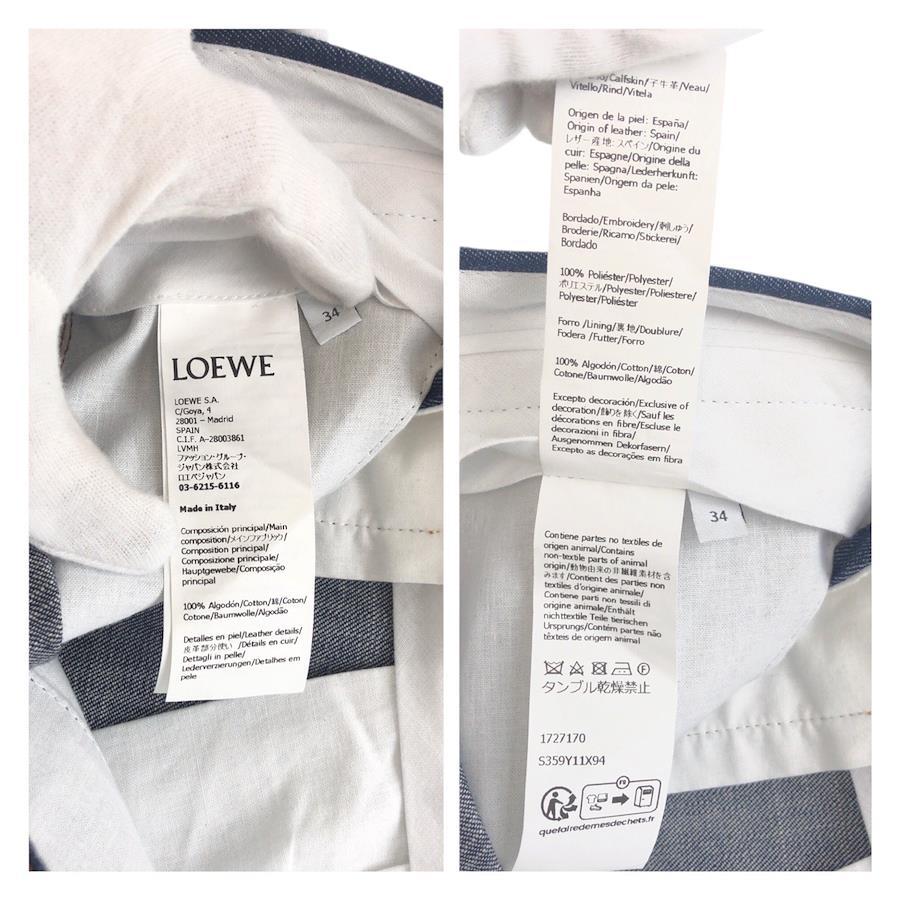 34
LOEWE
LOEWE S.A.
C/Goya, 4
28001 – Madrid
SPAIN
C.I.F. A-28003861
LVMH
ファッション・グループ・
ジャパン株式会社
ロエベジャパン
03-6215-6116
Made in Italy
Composición principal/Main
composition/メインファブリック/
Composition principal/
Composizione principale/
Hauptgewebe/Composição
principal
100% Algodón/Cotton/綿/Coton/
Cotone/Baumwolle/Algodão
Detalles en piel/Leather details/
皮革部分使い /Détails en cuir/
Dettagli in pelle/
Lederverzierungen/Detalhes em
pele
/Calfskin/子牛革/Veau/
Vitello/Rind/Vitela
Origen de la piel: España/
Origin of leather: Spain/
レザー産地: スペイン/Origine du
cuir: Espagne/Origine della
pelle: Spagna/Lederherkunft:
Spanien/Origem da pele:
Espanha
Bordado/Embroidery/刺しゅう/
Broderie/Ricamo/Stickerei/
Bordado
100% Poliéster/Polyester/
ポリエステル/Polyester/Poliestere/
Polyester/Poliéster
Forro /Lining/裏地/Doublure/
Fodera /Futter/Forro
100% Algodón/Cotton/綿/Coton/
Cotone/Baumwolle/Algodão
Excepto decoración/Exclusive of
decoration/飾りを除く/Sauf les
décorations en fibre/Escluse le
decorazioni in fibra/
Ausgenommen Dekorfasern/
Excepto as decorações em fibra
34
Contiene partes no textiles de
origen animal/Contains
non-textile parts of animal
origin/動物由来の非繊維素材を含
みます/Contient des parties non
textiles d'origine animale/
Contiene parti non tessili di
origine animale/Enthält
nichttextile Teile tierischen
Ursprungs/Contém partes não
têxteis de origem animal
タンブル乾燥禁止
1727170
S359Y11X94
FR
quefairedemesdechets.fr